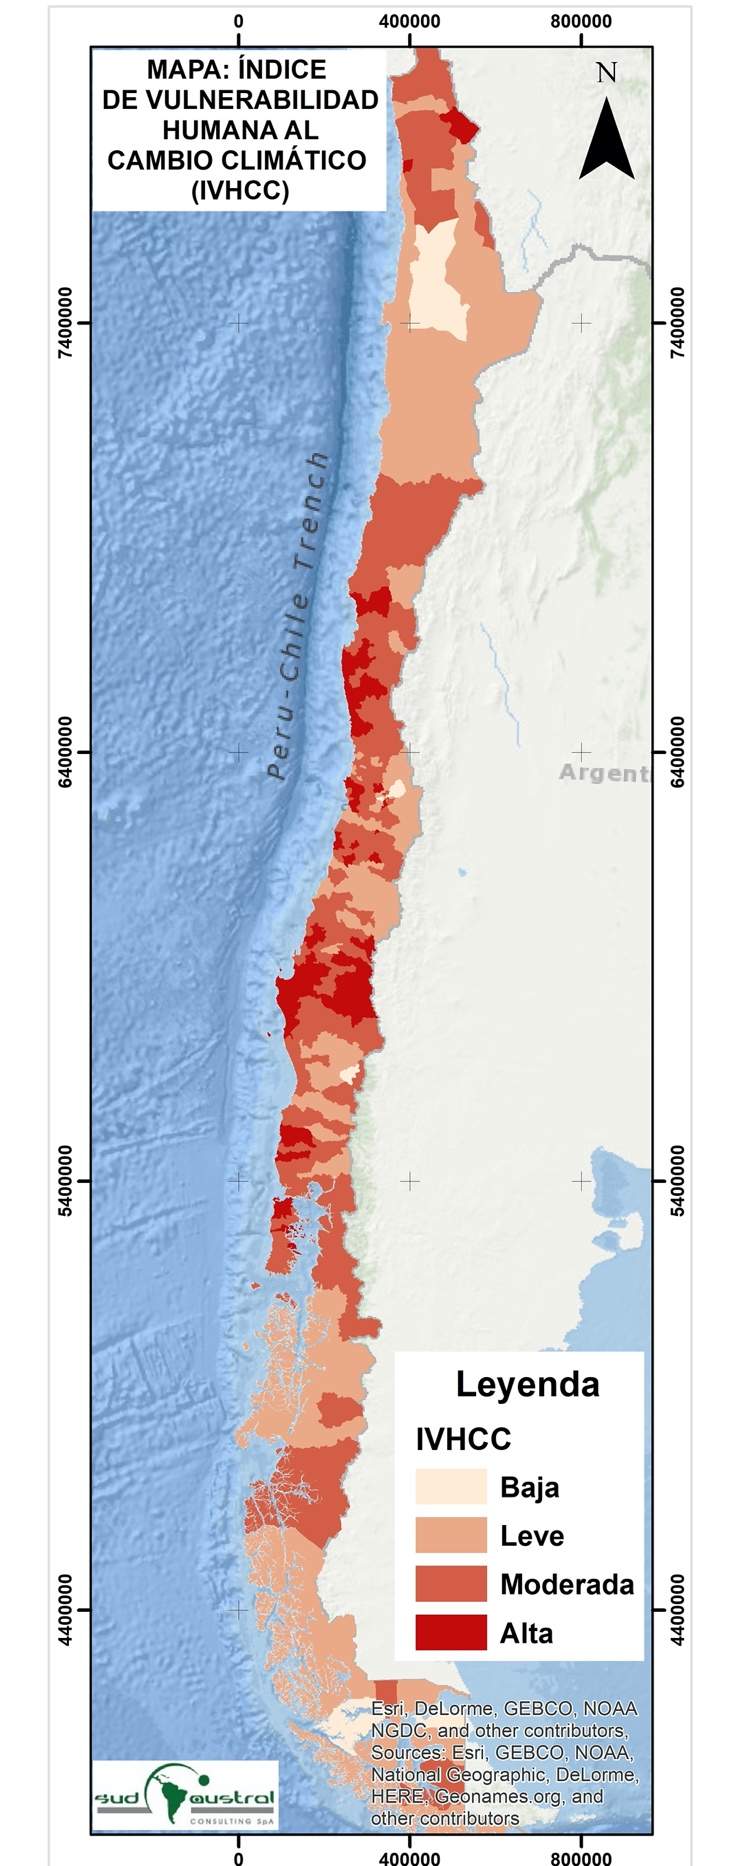 0 400000 800000
MAPA: ÍNDICE
DE VULNERABILIDAD
HUMANA AL
CAMBIO CLIMÁTICO
(IVHCC)
N
7400000 7400000
Peru-Chile Trench
6400000 6400000
Argent
5400000 5400000
Leyenda
IVHCC
Baja
Leve
Moderada
Alta
4400000 4400000
Esri, DeLorme, GEBCO, NOAA
NGDC, and other contributors,
Sources: Esri, GEBCO, NOAA,
National Geographic, DeLorme,
HERE, Geonames.org, and
other contributors
sud austral
CONSULTING SpA
0 400000 800000